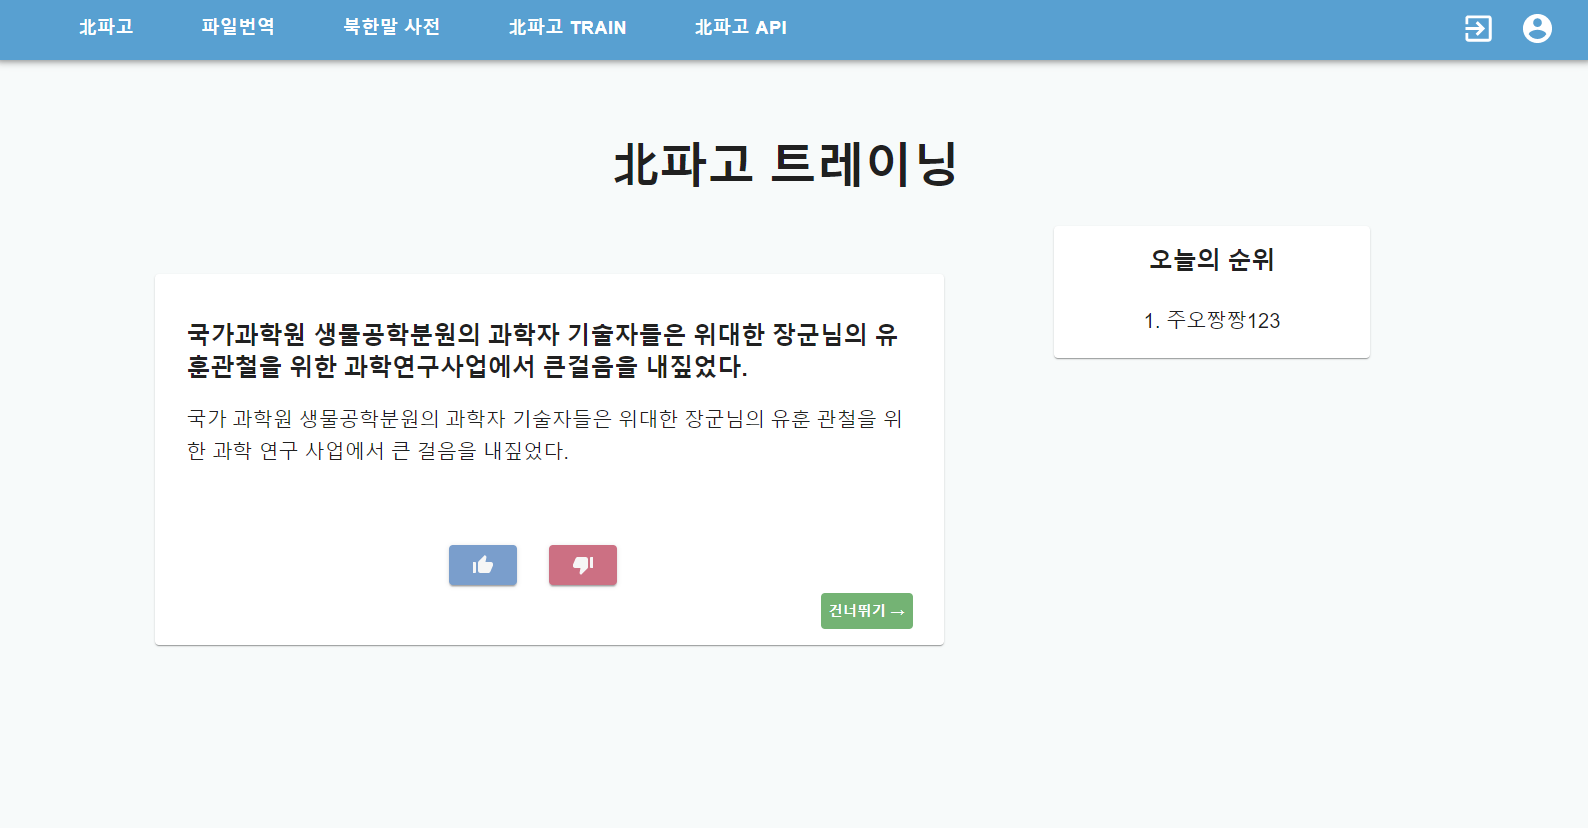 北파고 파일번역 북한말 사전 北파고 TRAIN 北파고 API
北파고 트레이닝
국가과학원 생물공학분원의 과학자 기술자들은 위대한 장군님의 유
훈관철을 위한 과학연구사업에서 큰걸음을 내짚었다.
국가 과학원 생물공학분원의 과학자 기술자들은 위대한 장군님의 유훈 관철을 위
한 과학 연구 사업에서 큰 걸음을 내짚었다.
건너뛰기 →
오늘의 순위
1. 주오짱짱123